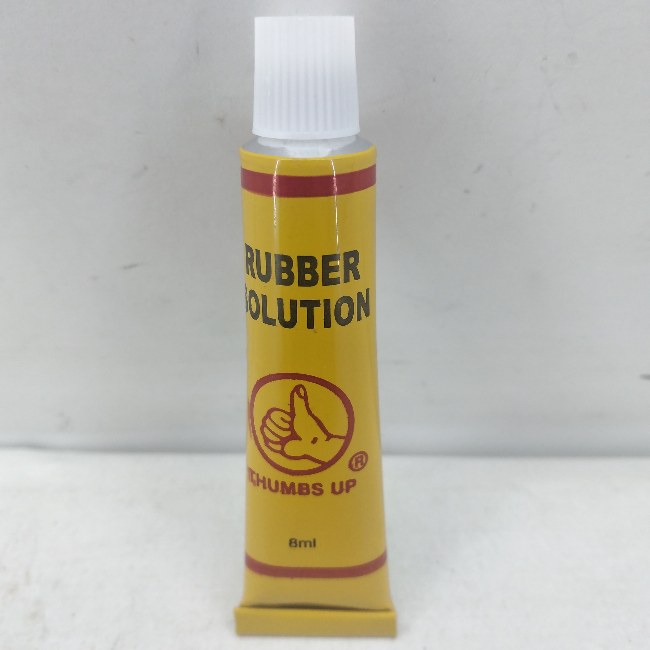 RUBBER
SOLUTION
®
THUMBS UP
6ml